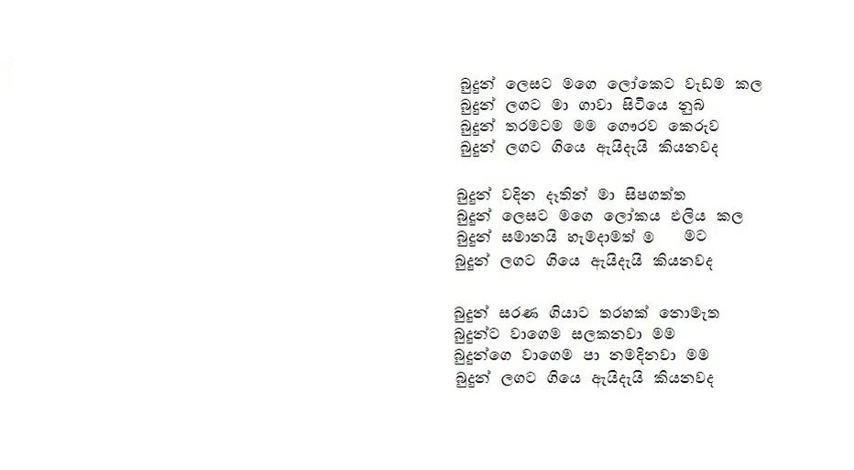 බුදුන් ලෙසට මගෙ ලෝකෙට වැඩම කල
බුදුන් ලගට මා ගාවා සිටියෙ නුබ
බුදුන් තරමටම මම ගෞරව කෙරුව
බුදුන් ලගට ගියෙ ඇයිදැයි කියනවද
බුදුන් වදින දෑතින් මා සිපගත්ත
බුදුන් ලෙසට මගෙ ලෝකය එලිය කල
බුදුන් සමානයි හැමදාමත් ම මට
බුදුන් ලගට ගියෙ ඇයිදැයි කියනවද
බුදුන් සරණ ගියාට තරහක් නොමැත
බුදුන්ට වාගෙම සලකනවා මම
බුදුන්ගෙ වාගෙම පා නමදිනවා මම
බුදුන් ලගට ගියෙ ඇයිදැයි කියනවද